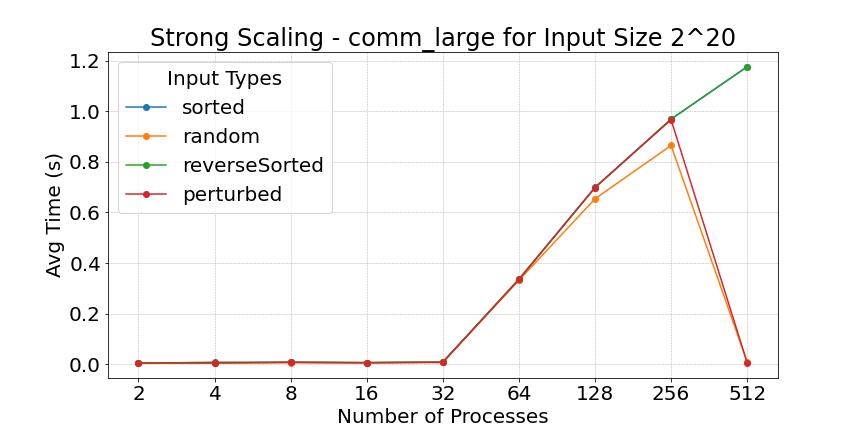 Strong Scaling - comm_large for Input Size 2^20
1.2
1.0
0.8
0.6
0.4
0.2
0.0
Avg Time (s)
Input Types
sorted
random
reverseSorted
perturbed
2 4 8 16 32 64 128 256 512
Number of Processes